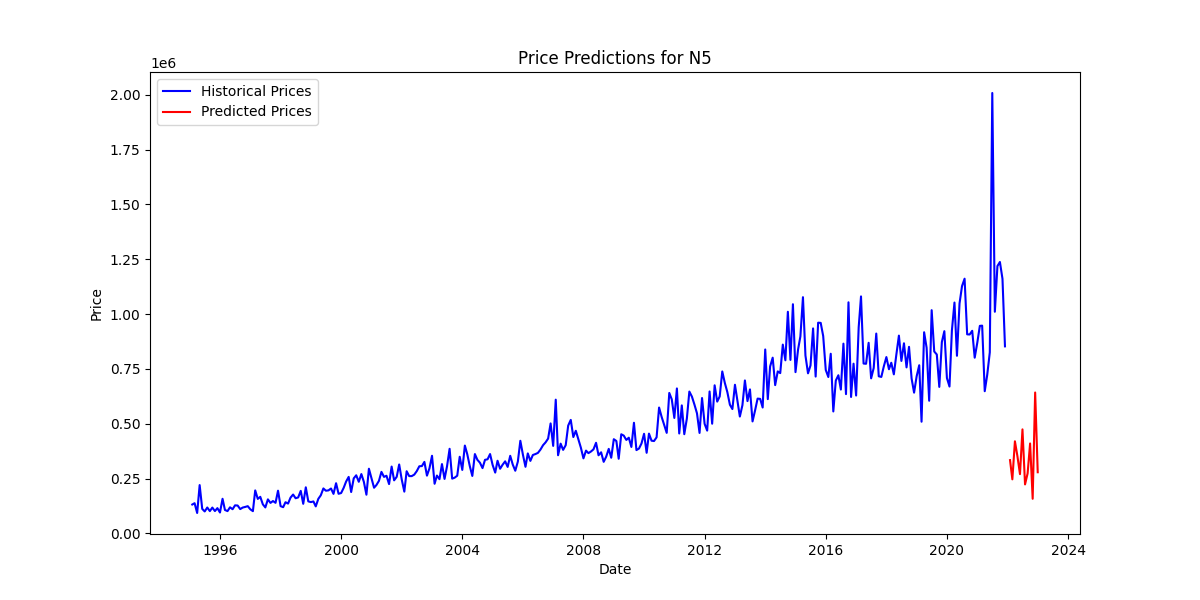 Price Predictions for N5
1e6
Historical Prices
Predicted Prices
2.00
1.75
1.50
1.25
1.00
0.75
0.50
0.25
0.00
Price
1996 2000 2004 2008 2012 2016 2020 2024
Date